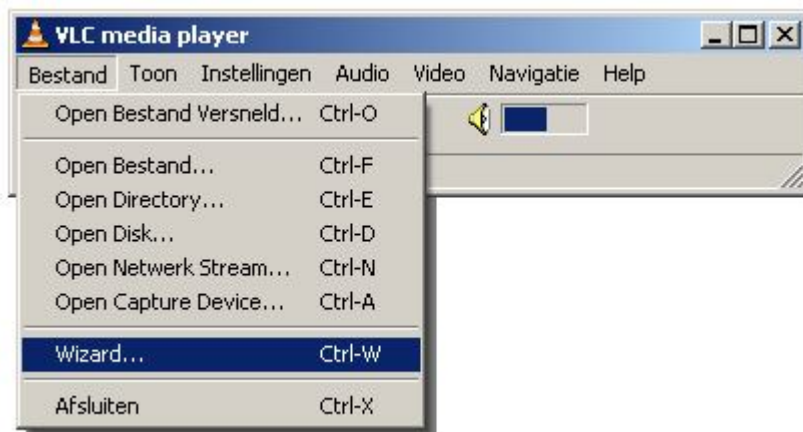 VLC media player
Bestand Toon Instellingen Audio Video Navigatie Help
Open Bestand Versneld... Ctrl-O
Open Bestand... Ctrl-F
Open Directory... Ctrl-E
Open Disk... Ctrl-D
Open Netwerk Stream... Ctrl-N
Open Capture Device... Ctrl-A
Wizard... Ctrl-W
Afsluiten Ctrl-X